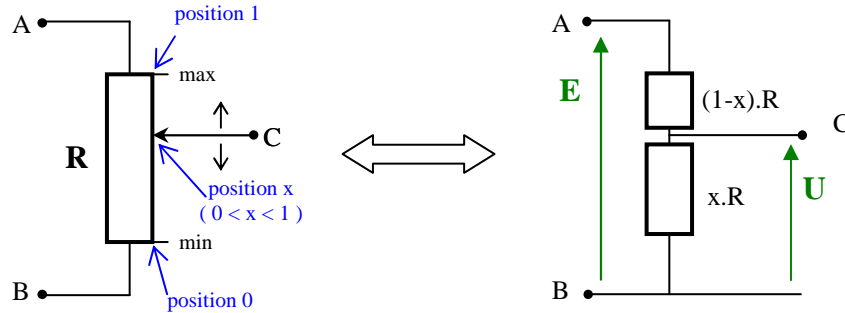 position 1
A
max
C
R
position x
( 0 < x < 1 )
min
B
position 0
A
E
(1-x).R
C
x.R
U
B